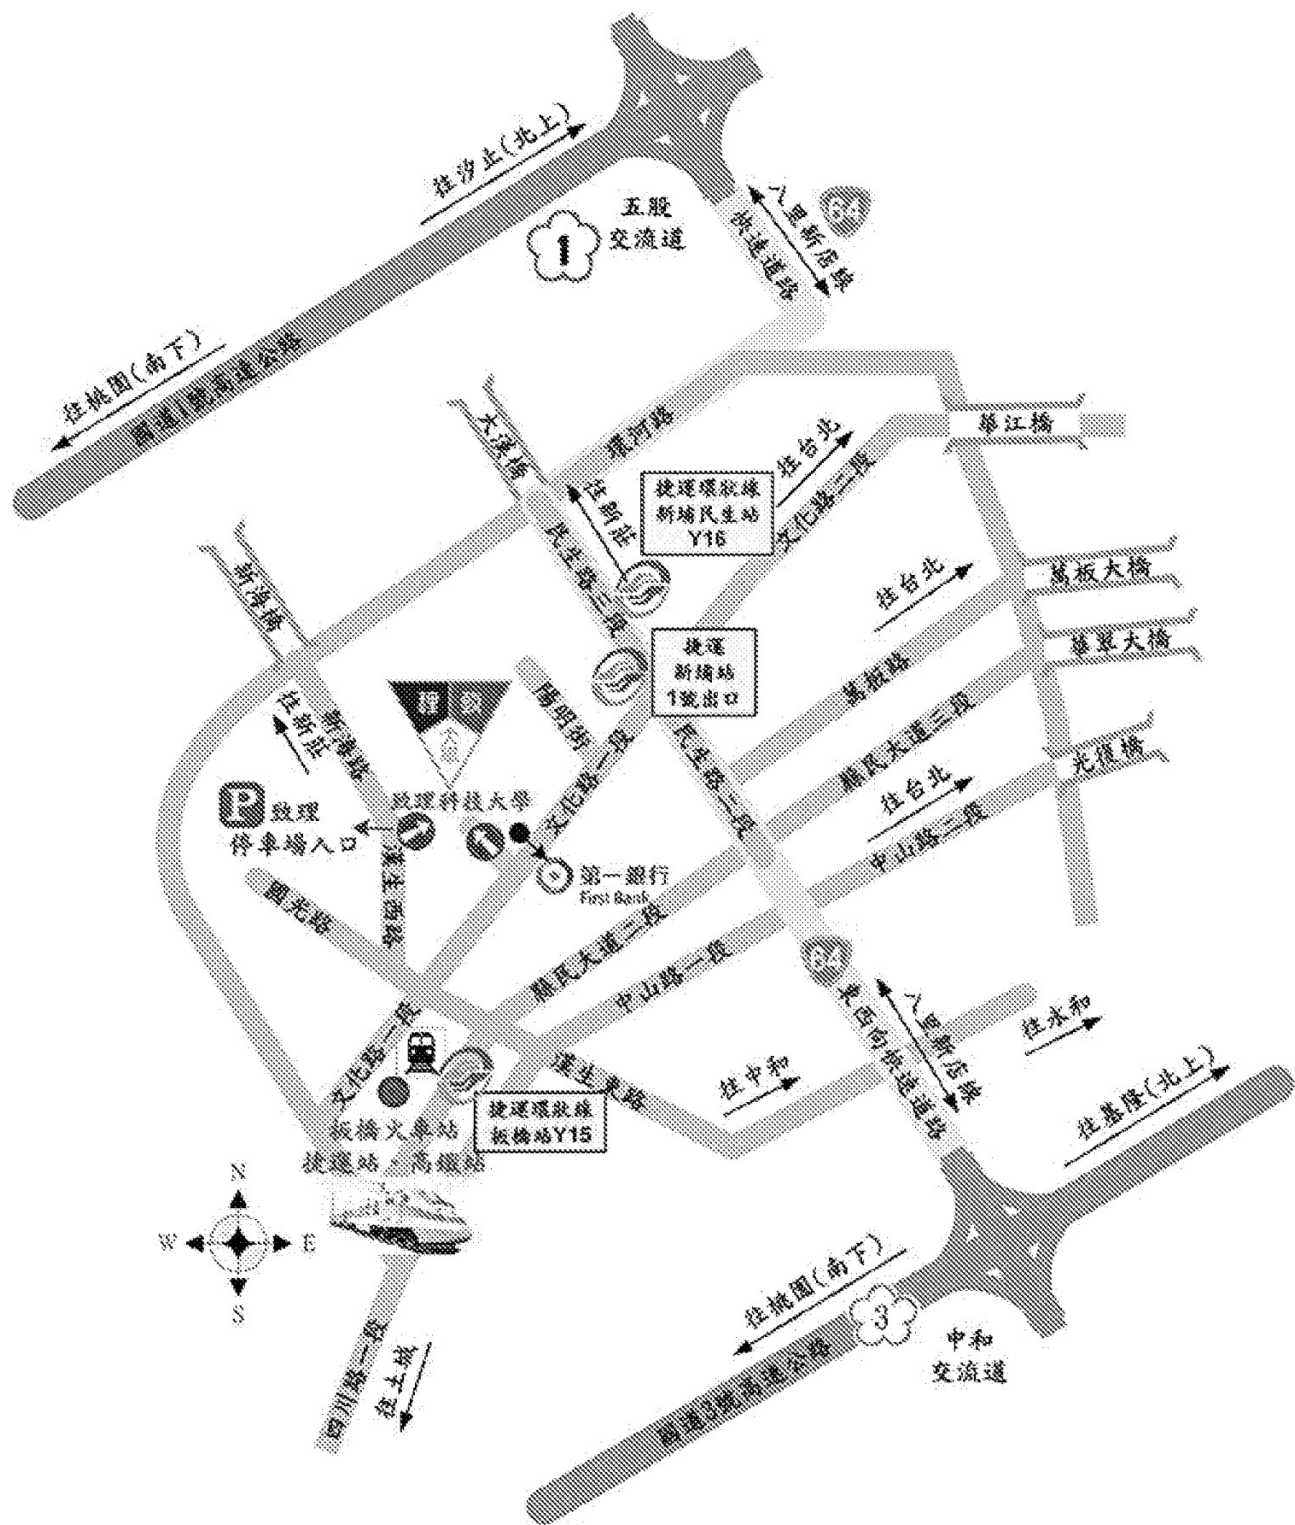 往汐止(北上)
五股
交流道
1
64
八里新店線
快速道路
往桃園(南下)
國道1號高速公路
大漢橋
環河路
往台北
文化路二段
華江橋
捷運環狀線
新埔民生站
Y16
往新莊
民生路三段
新海橋
往台北
萬板大橋
華翠大橋
捷運
新埔站
1號出口
萬板路
陽明街
往新莊
新海路
致理
大學
文化路一段
民生路二段
縣民大道三段
光復橋
往台北
中山路二段
P 致理
停車場入口
致理科技大學
漢生西路
第一銀行
First Bank
國光路
縣民大道二段
中山路一段
64
東西向快速道路
八里新店線
往永和
往中和
漢生東路
文化路一段
捷運環狀線
板橋站Y15
板橋火車站
捷運站、高鐵站
往基隆(北上)
N
W
E
S
往桃園(南下)
3
中和
交流道
國道3號高速公路
四川路一段
往土城